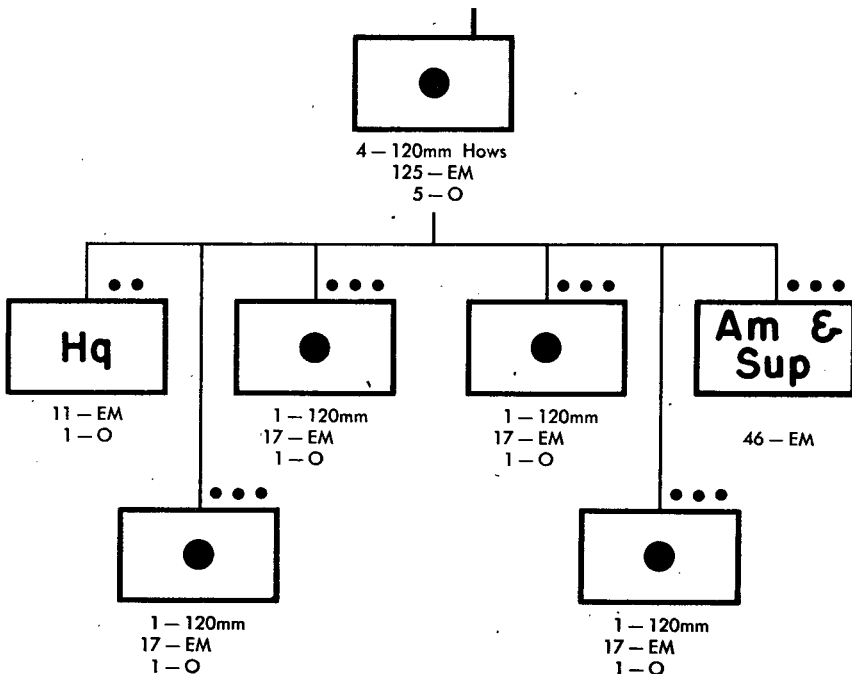 4 — 120mm Hows
125 — EM
5 — O
Hq
11 — EM
1 — O
1 — 120mm
17 — EM
1 — O
1 — 120mm
17 — EM
1 — O
Am &
Sup
46 — EM
1 — 120mm
17 — EM
1 — O
1 — 120mm
17 — EM
1 — O